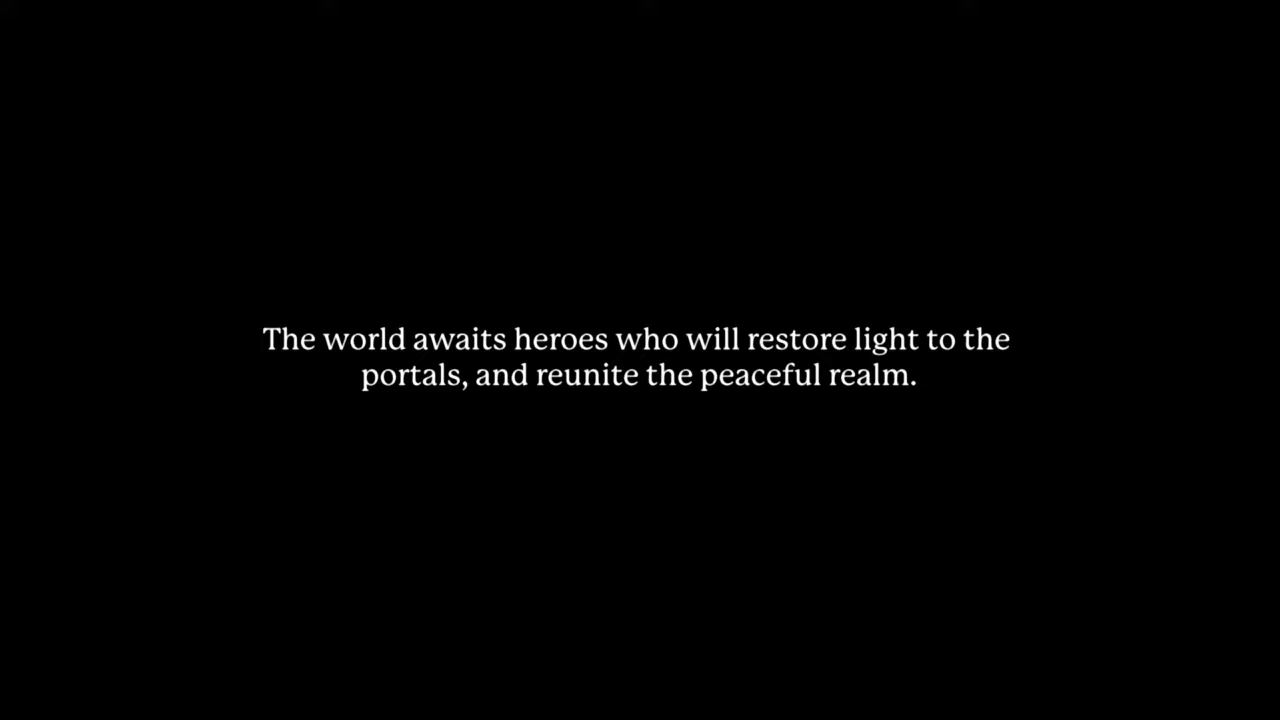 The world awaits heroes who will restore light to the
portals, and reunite the peaceful realm.